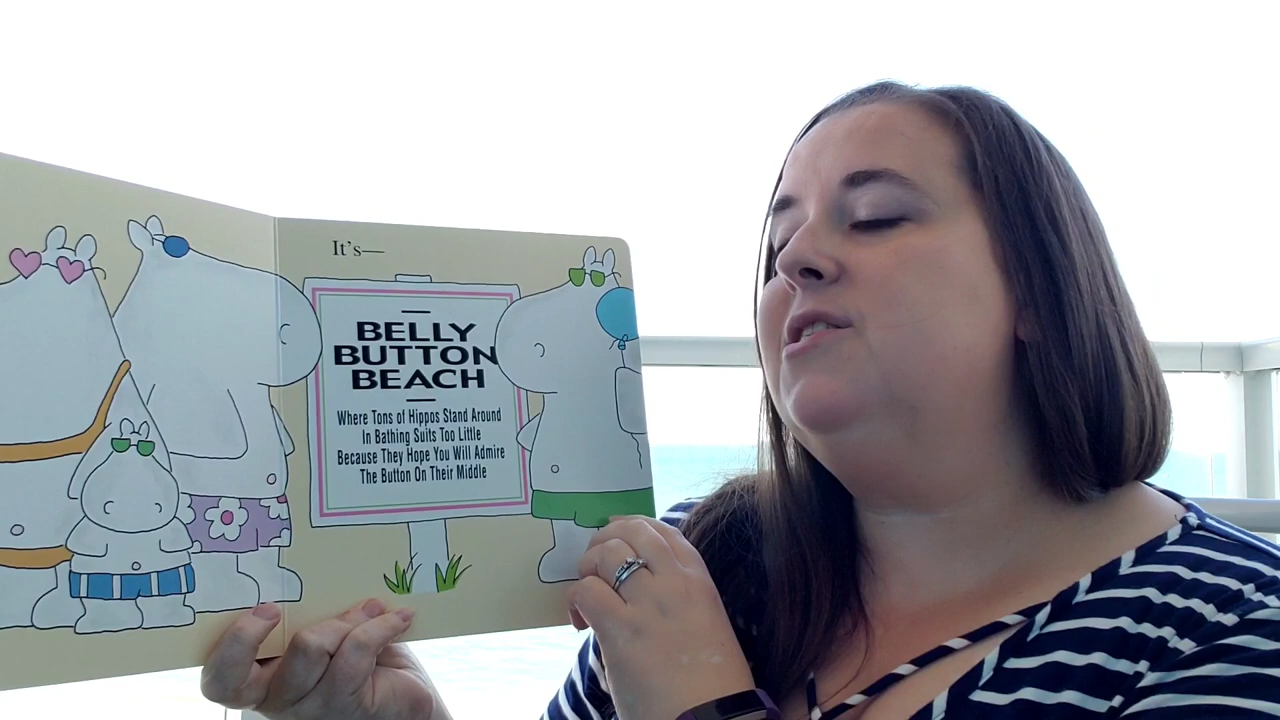 It's—
BELLY
BUTTON
BEACH
Where Tons of Hippos Stand Around
In Bathing Suits Too Little
Because They Hope You Will Admire
The Button On Their Middle